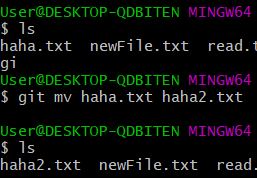 User@DESKTOP-QDBITEN MINGW64
$ ls
haha.txt  newFile.txt  read.t
gi
User@DESKTOP-QDBITEN MINGW64
$ git mv haha.txt haha2.txt
User@DESKTOP-QDBITEN MINGW64
$ ls
haha2.txt  newFile.txt  read.